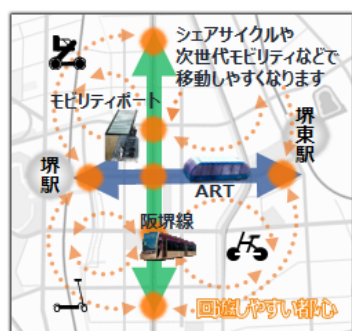 シェアサイクルや
次世代モビリティなどで
移動しやすくなります
モビリティポート
堺東駅
堺駅
ART
阪堺線
回遊しやすい都心